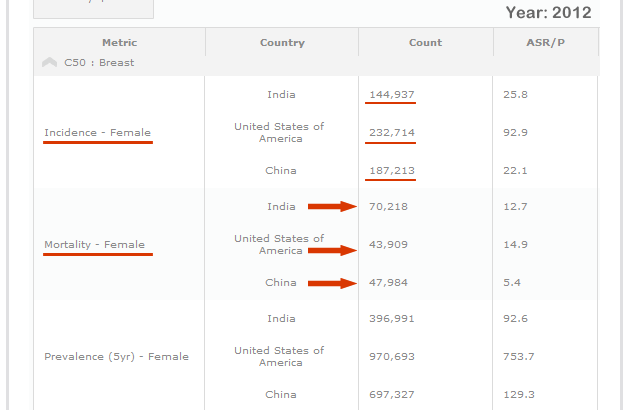 Year: 2012
Metric Country Count ASR/P
C50 : Breast
India 144,937 25.8
Incidence - Female United States of America 232,714 92.9
China 187,213 22.1
India 70,218 12.7
Mortality - Female United States of America 43,909 14.9
China 47,984 5.4
India 396,991 92.6
Prevalence (5yr) - Female United States of America 970,693 753.7
China 697,327 129.3